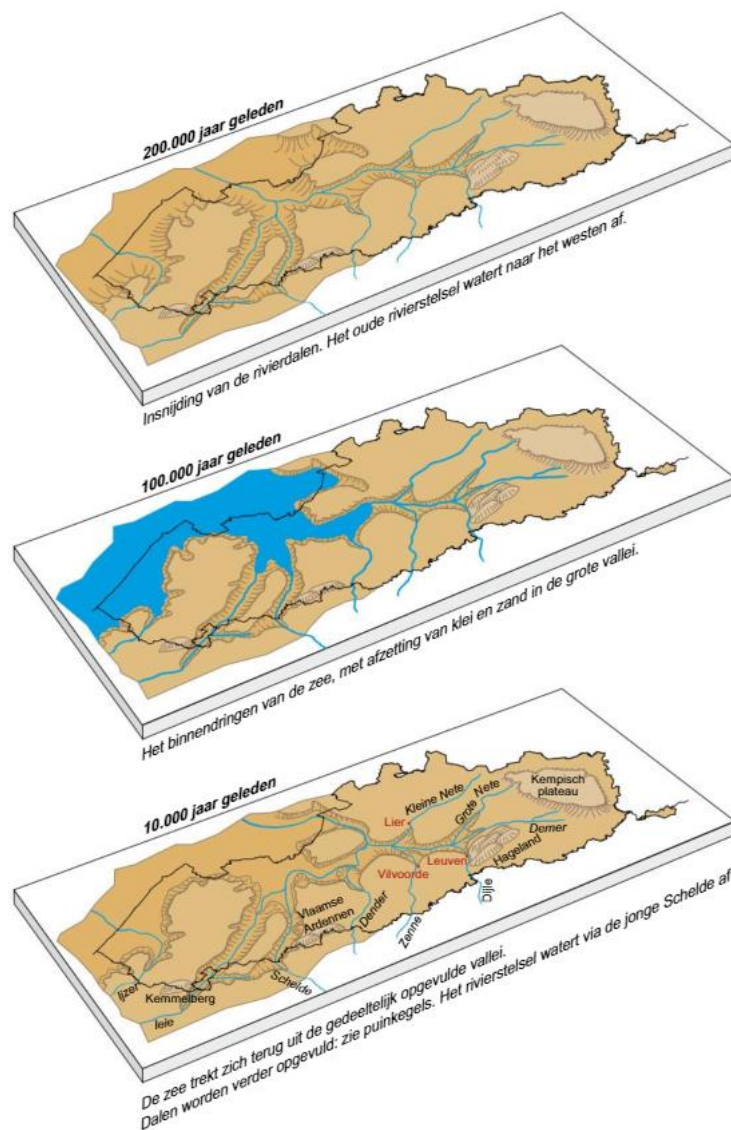 200.000 jaar geleden
Insnijding van de rivierdalen. Het oude rivierstelsel watert naar het westen af.
100.000 jaar geleden
Het binnendringen van de zee, met afzetting van klei en zand in de grote vallei.
10.000 jaar geleden
Kempisch
plateau
Kleine Nete
Grote Nete
Lier
Demer
Hageland
Leuven
Vilvoorde
Dijle
Vlaamse
Ardennen
Dender
Zenne
Schelde
Ijzer
Kemmelberg
leie
De zee trekt zich terug uit de gedeeltelijk opgevulde vallei.
Dalen worden verder opgevuld: zie puinkegels. Het rivierstelsel watert via de jonge Schelde af